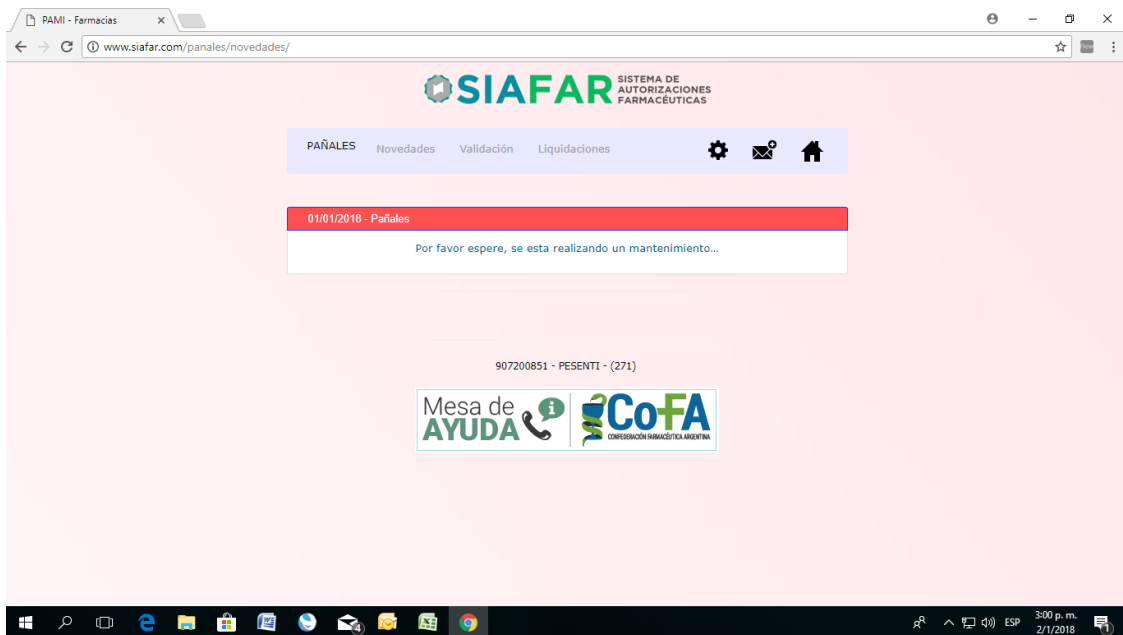 PAMI - Farmacias
www.siafar.com/panales/novedades/
SIAFAR SISTEMA DE
AUTORIZACIONES
FARMACÉUTICAS
PAÑALES Novedades Validación Liquidaciones
01/01/2018 - Pañales
Por favor espere, se esta realizando un mantenimiento...
907200851 - PESENTI - (271)
Mesa de
AYUDA
CoFA
CONFEDERACIÓN FARMACÉUTICA ARGENTINA
4
ESP
3:00 p. m.
2/1/2018
1